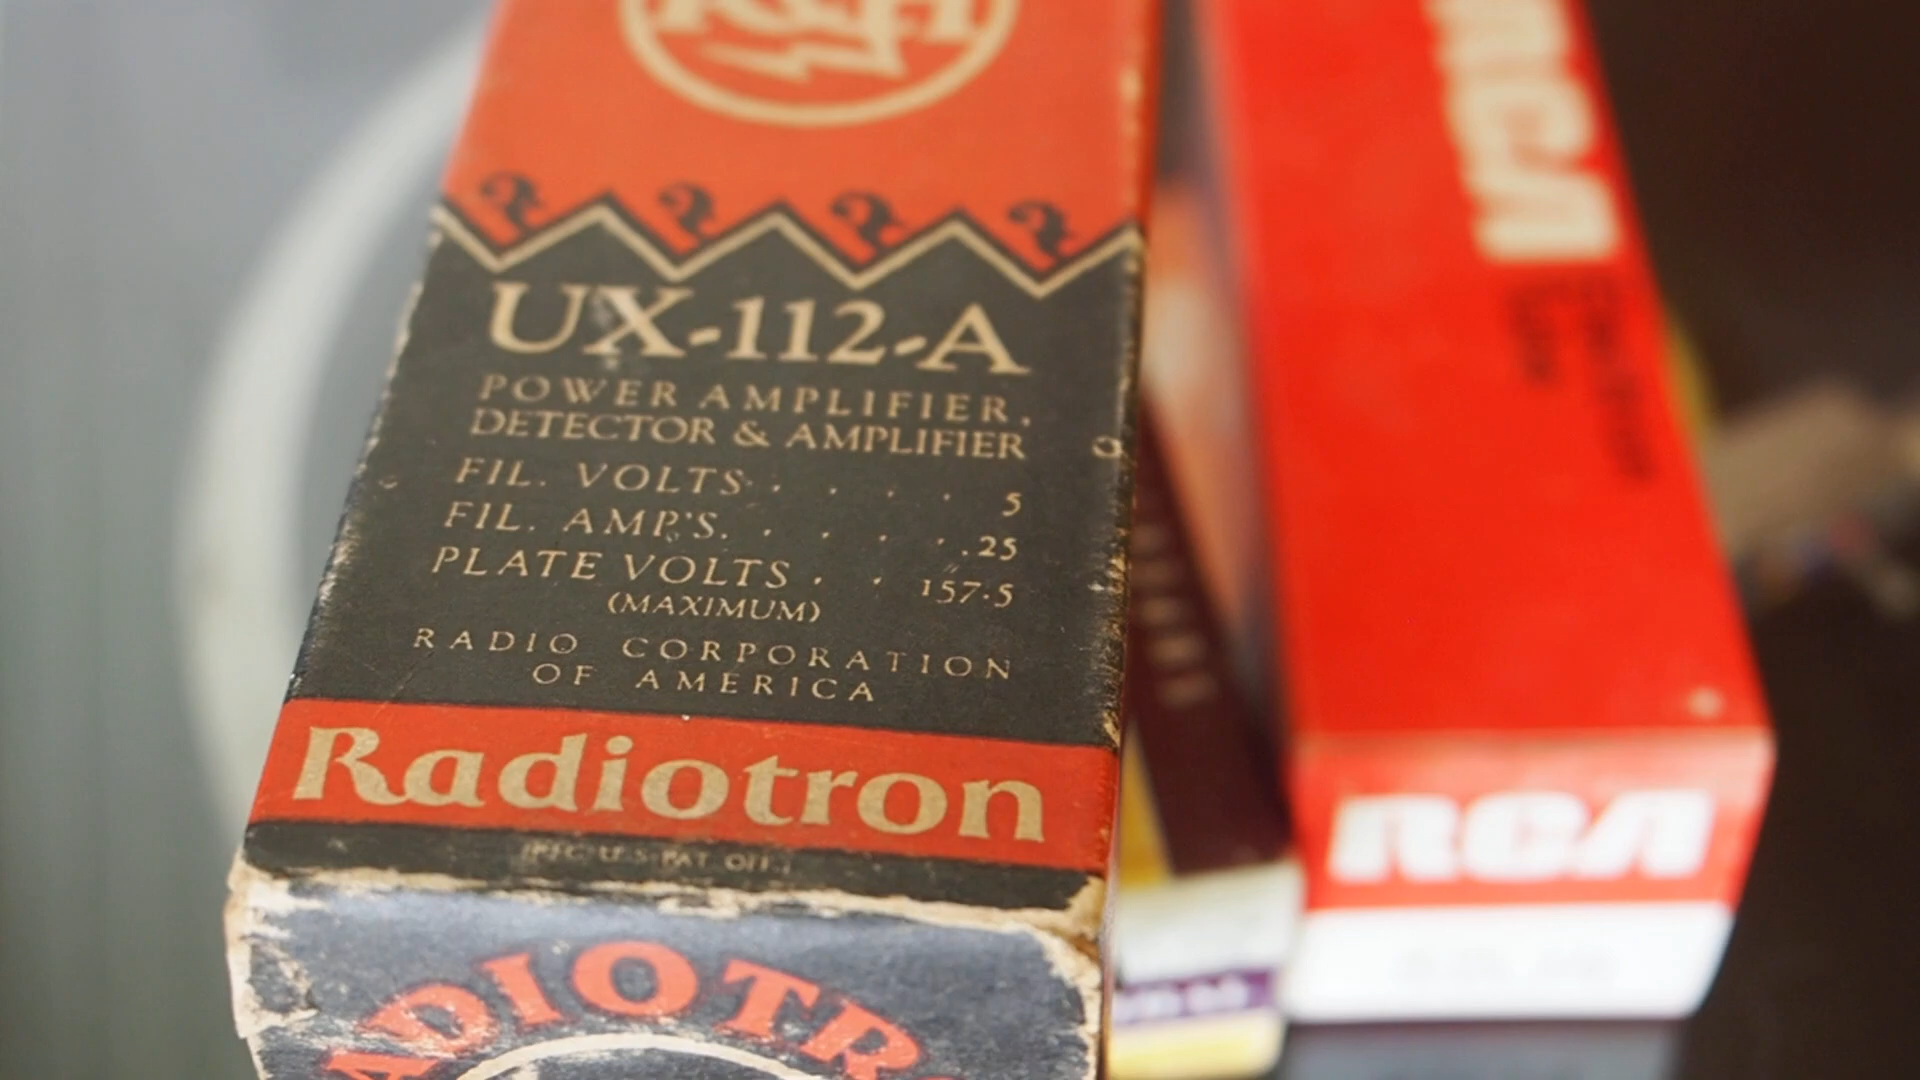 UX-112-A
POWER AMPLIFIER,
DETECTOR & AMPLIFIER
FIL. VOLTS . . . . 5
FIL. AMP'S. . . . . .25
PLATE VOLTS . . 157.5
(MAXIMUM)
RADIO CORPORATION
OF AMERICA
Radiotron
RCA
RCA